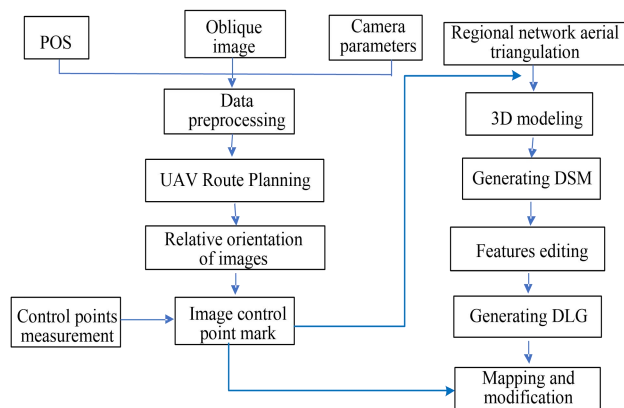 POS
Oblique
image
Camera
parameters
Data
preprocessing
UAV Route Planning
Relative orientation
of images
Control points
measurement
Image control
point mark
Regional network aerial
triangulation
3D modeling
Generating DSM
Features editing
Generating DLG
Mapping and
modification